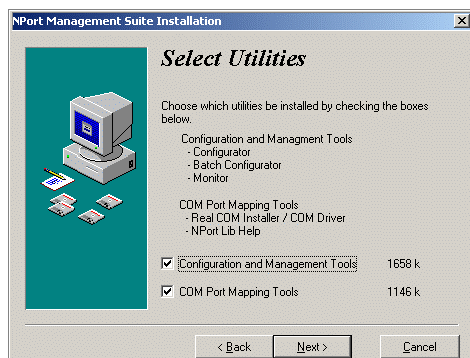 NPort Management Suite Installation
Select Utilities
Choose which utilities be installed by checking the boxes
below.
Configuration and Managment Tools
- Configurator
- Batch Configurator
- Monitor
COM Port Mapping Tools
- Real COM Installer / COM Driver
- NPort Lib Help
Configuration and Management Tools 1658 k
COM Port Mapping Tools 1146 k
< Back Next > Cancel